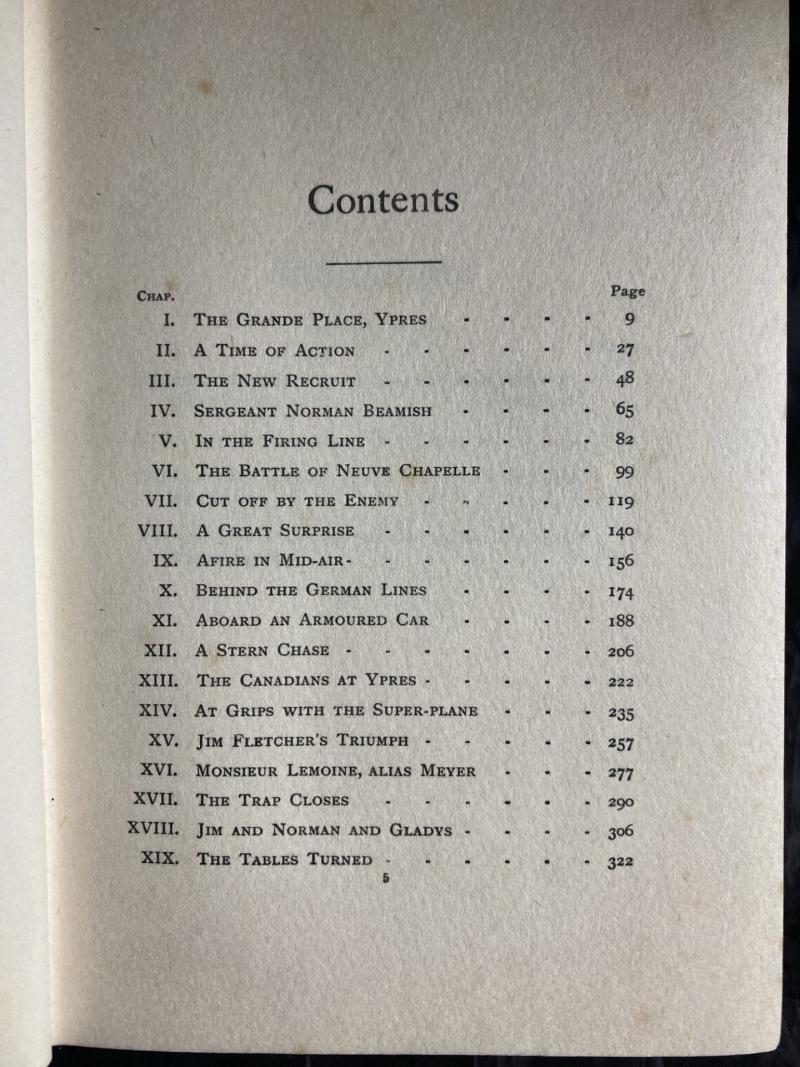 Contents
CHAP. Page
I. THE GRANDE PLACE, YPRES - - - - 9
II. A TIME OF ACTION - - - - - - 27
III. THE NEW RECRUIT - - - - - - 48
IV. SERGEANT NORMAN BEAMISH - - - - 65
V. IN THE FIRING LINE - - - - - - 82
VI. THE BATTLE OF NEUVE CHAPELLE - - - 99
VII. CUT OFF BY THE ENEMY - - - - - 119
VIII. A GREAT SURPRISE - - - - - - 140
IX. AFIRE IN MID-AIR - - - - - - - 156
X. BEHIND THE GERMAN LINES - - - - 174
XI. ABOARD AN ARMOURED CAR - - - - 188
XII. A STERN CHASE - - - - - - - 206
XIII. THE CANADIANS AT YPRES - - - - - 222
XIV. AT GRIPS WITH THE SUPER-PLANE - - - 235
XV. JIM FLETCHER'S TRIUMPH - - - - - 257
XVI. MONSIEUR LEMOINE, ALIAS MEYER - - - 277
XVII. THE TRAP CLOSES - - - - - - 290
XVIII. JIM AND NORMAN AND GLADYS - - - - 306
XIX. THE TABLES TURNED - - - - - - 322
5